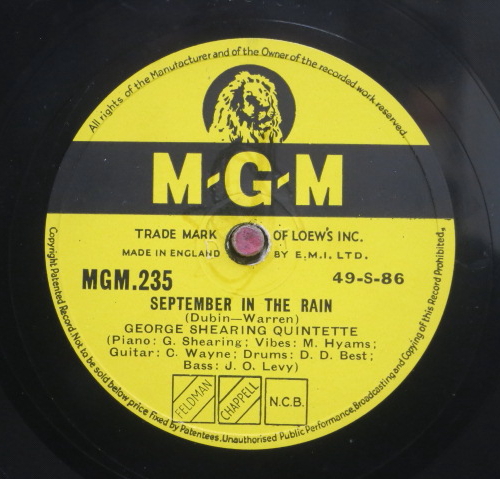 All rights of the Manufacturer and of the Owner of the recorded work reserved.
M-G-M
TRADE MARK OF LOEW'S INC.
MADE IN ENGLAND BY E.M.I. LTD.
MGM.235 49-S-86
SEPTEMBER IN THE RAIN
(Dubin—Warren)
GEORGE SHEARING QUINTETTE
(Piano: G. Shearing; Vibes: M. Hyams;
Guitar: C. Wayne; Drums: D. D. Best;
Bass: J. O. Levy)
FELDMAN CHAPPELL N.C.B.
Copyright Patented Record. Not to be sold below price fixed by Patentees. Unauthorised Public Performance, Broadcasting and Copying of this Record Prohibited.